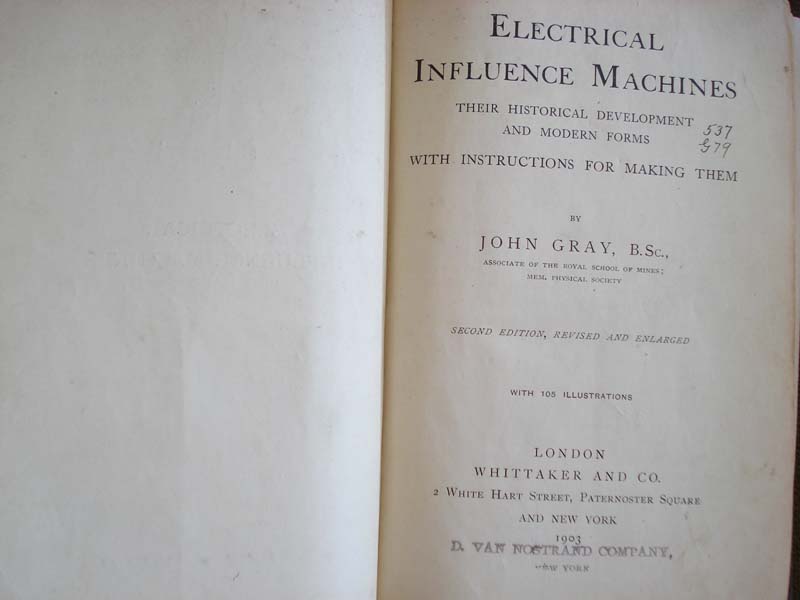 ELECTRICAL
INFLUENCE MACHINES
THEIR HISTORICAL DEVELOPMENT
AND MODERN FORMS
537
G79
WITH INSTRUCTIONS FOR MAKING THEM
BY
JOHN GRAY, B.Sc.,
ASSOCIATE OF THE ROYAL SCHOOL OF MINES;
MEM. PHYSICAL SOCIETY
SECOND EDITION, REVISED AND ENLARGED
WITH 105 ILLUSTRATIONS
LONDON
WHITTAKER AND CO.
2 WHITE HART STREET, PATERNOSTER SQUARE
AND NEW YORK
1903
D. VAN NOSTRAND COMPANY,
NEW YORK